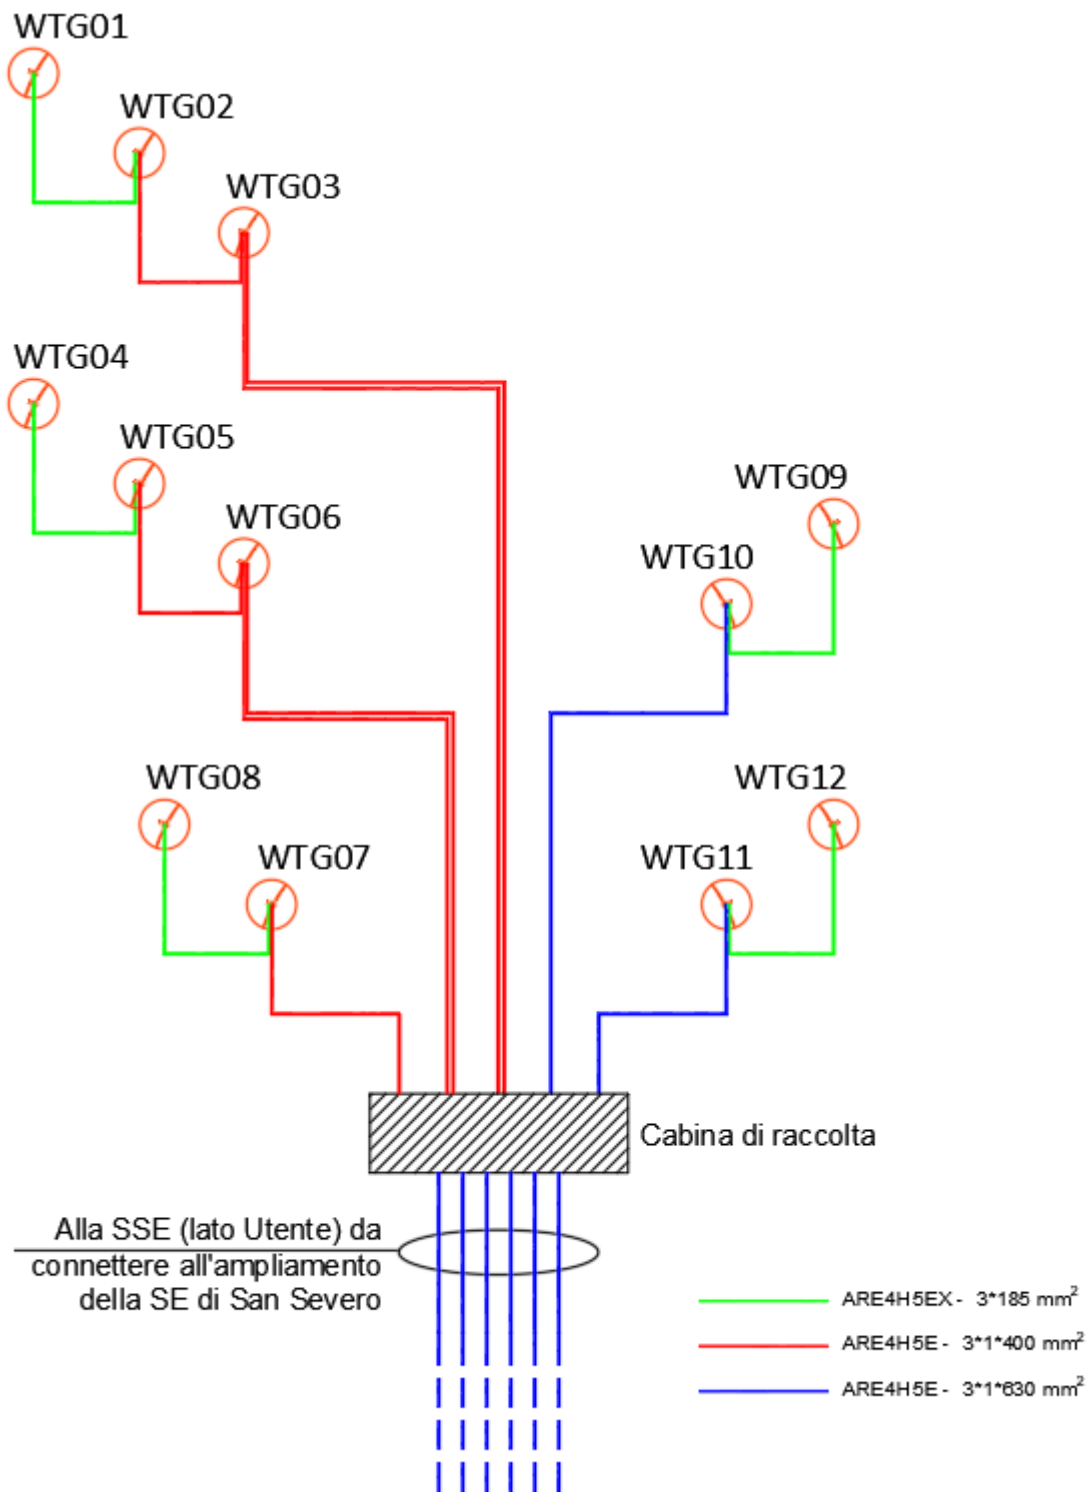 WTG01
WTG02
WTG03
WTG04
WTG05
WTG06
WTG09
WTG10
WTG08
WTG07
WTG12
WTG11
Cabina di raccolta
Alla SSE (lato Utente) da
connettere all'ampliamento
della SE di San Severo
ARE4H5EX - 3*185 mm²
ARE4H5E - 3*1*400 mm²
ARE4H5E - 3*1*630 mm²